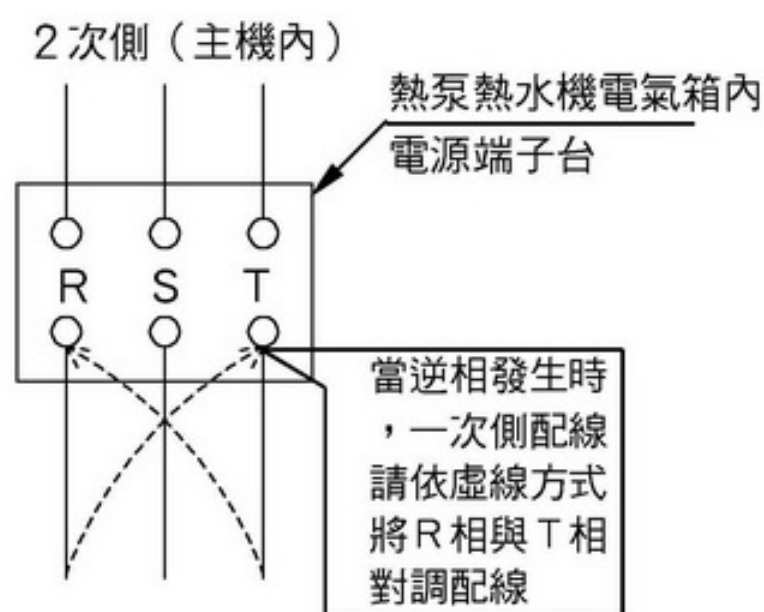 2次側（主機內）
熱泵熱水機電氣箱內
電源端子台
R S T
當逆相發生時
，一次側配線
請依虛線方式
將R相與T相
對調配線